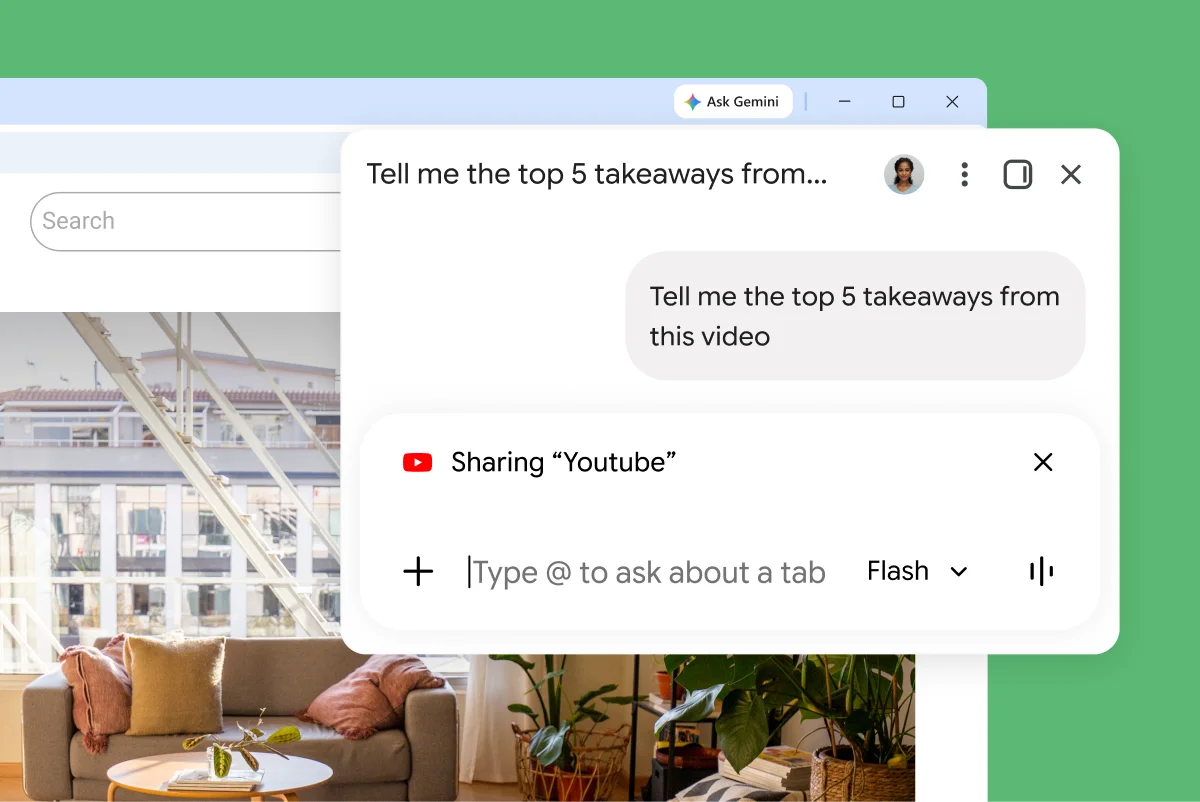 Ask Gemini
Tell me the top 5 takeaways from...
Search
Tell me the top 5 takeaways from
this video
Sharing “Youtube”
Type @ to ask about a tab
Flash